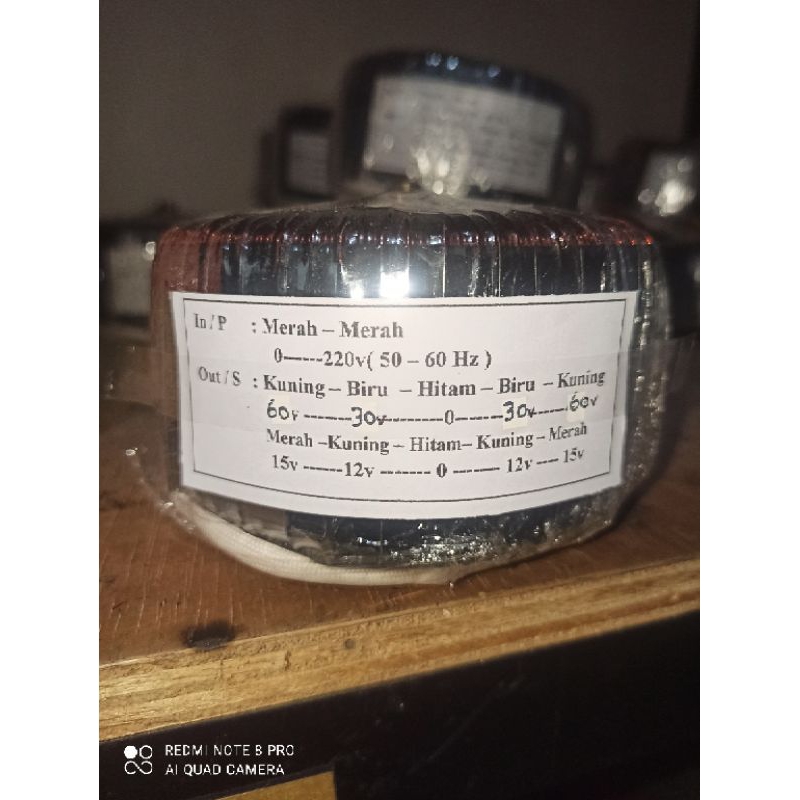 In / P : Merah – Merah
0------220v( 50 – 60 Hz )
Out / S : Kuning – Biru – Hitam – Biru – Kuning
60v -------30v---------0------30v-----60v
Merah –Kuning – Hitam– Kuning – Merah
15v ------12v ------- 0 ------ 12v --- 15v
REDMI NOTE 8 PRO
AI QUAD CAMERA